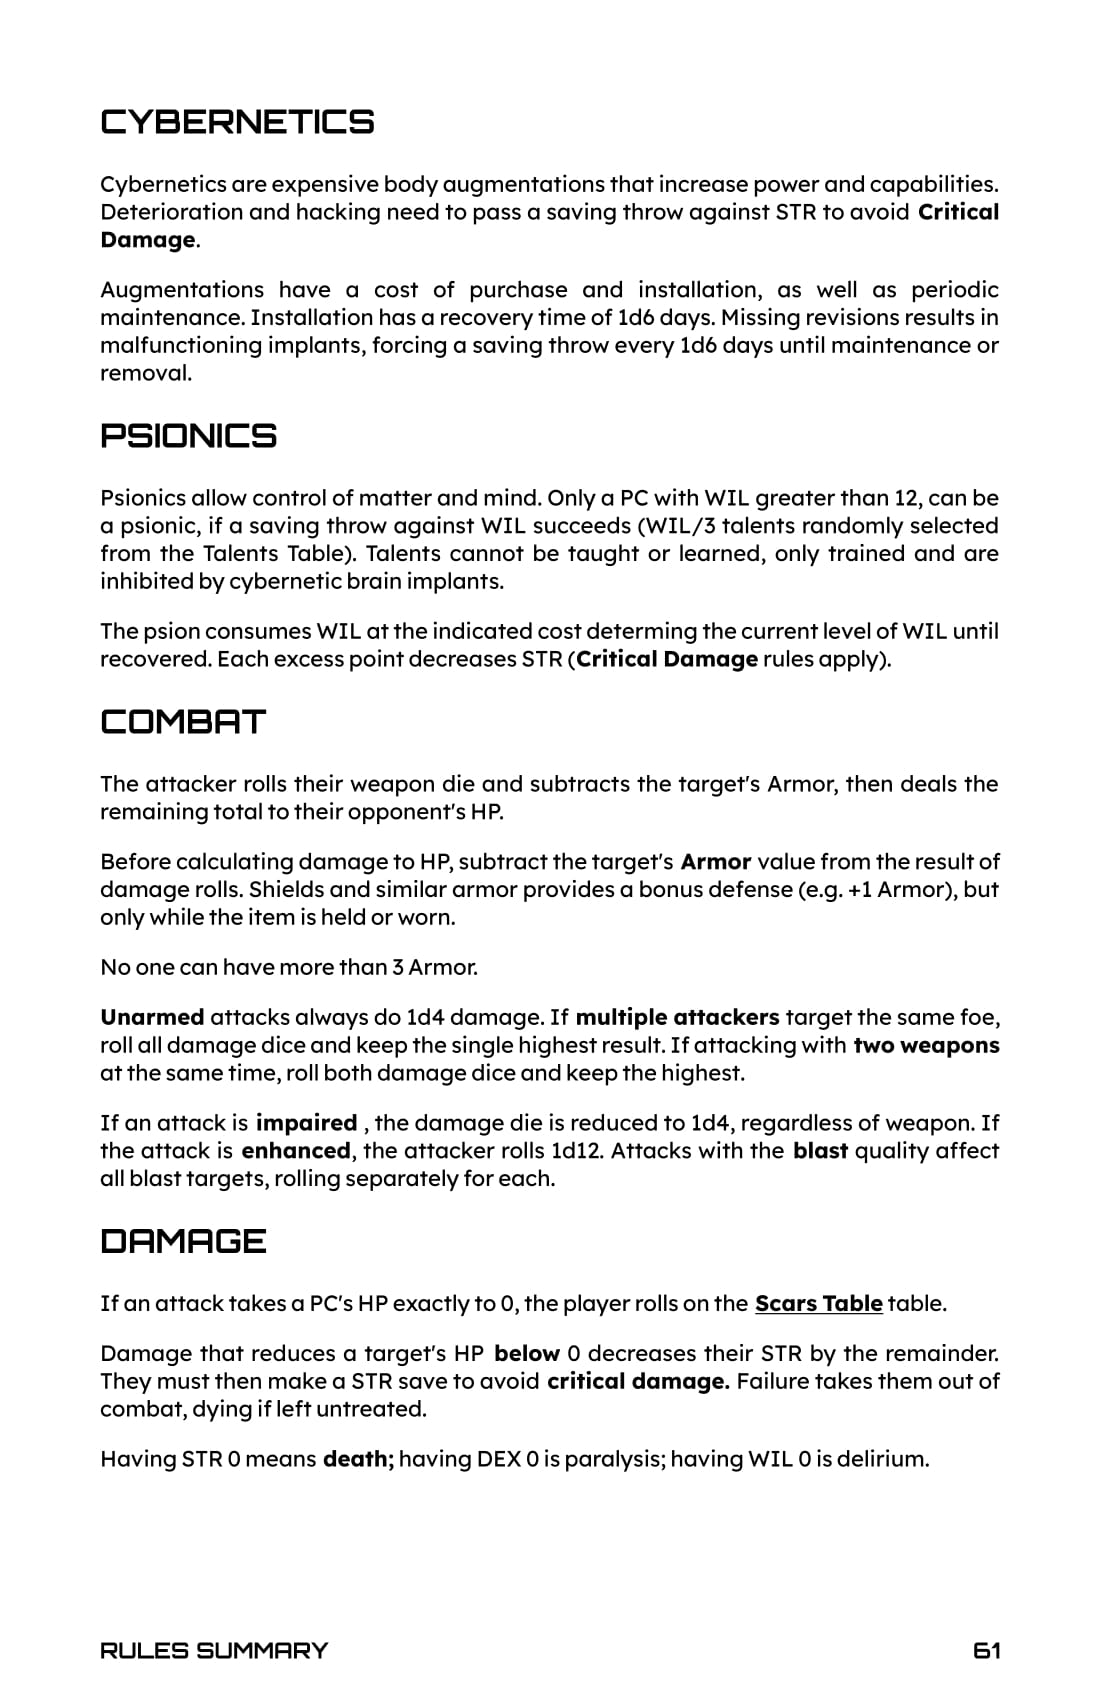 CYBERNETICS
Cybernetics are expensive body augmentations that increase power and capabilities.
Deterioration and hacking need to pass a saving throw against STR to avoid Critical
Damage.
Augmentations have a cost of purchase and installation, as well as periodic
maintenance. Installation has a recovery time of 1d6 days. Missing revisions results in
malfunctioning implants, forcing a saving throw every 1d6 days until maintenance or
removal.
PSIONICS
Psionics allow control of matter and mind. Only a PC with WIL greater than 12, can be
a psionic, if a saving throw against WIL succeeds (WIL/3 talents randomly selected
from the Talents Table). Talents cannot be taught or learned, only trained and are
inhibited by cybernetic brain implants.
The psion consumes WIL at the indicated cost determing the current level of WIL until
recovered. Each excess point decreases STR (Critical Damage rules apply).
COMBAT
The attacker rolls their weapon die and subtracts the target's Armor, then deals the
remaining total to their opponent's HP.
Before calculating damage to HP, subtract the target's Armor value from the result of
damage rolls. Shields and similar armor provides a bonus defense (e.g. +1 Armor), but
only while the item is held or worn.
No one can have more than 3 Armor.
Unarmed attacks always do 1d4 damage. If multiple attackers target the same foe,
roll all damage dice and keep the single highest result. If attacking with two weapons
at the same time, roll both damage dice and keep the highest.
If an attack is impaired , the damage die is reduced to 1d4, regardless of weapon. If
the attack is enhanced, the attacker rolls 1d12. Attacks with the blast quality affect
all blast targets, rolling separately for each.
DAMAGE
If an attack takes a PC's HP exactly to 0, the player rolls on the Scars Table table.
Damage that reduces a target's HP below 0 decreases their STR by the remainder.
They must then make a STR save to avoid critical damage. Failure takes them out of
combat, dying if left untreated.
Having STR 0 means death; having DEX 0 is paralysis; having WIL 0 is delirium.
RULES SUMMARY 61